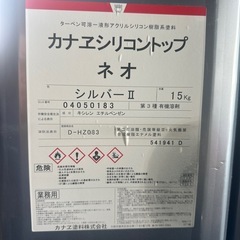 ターペン可溶一液形アクリルシリコン樹脂系塗料
カナヱシリコントップ
ネオ
シルバーⅡ
15Kg
04050183
第3種有機溶剤
キシレン エチルベンゼン
D-HZ083
541941 D
危険
業務用
カナヱ塗料株式会社